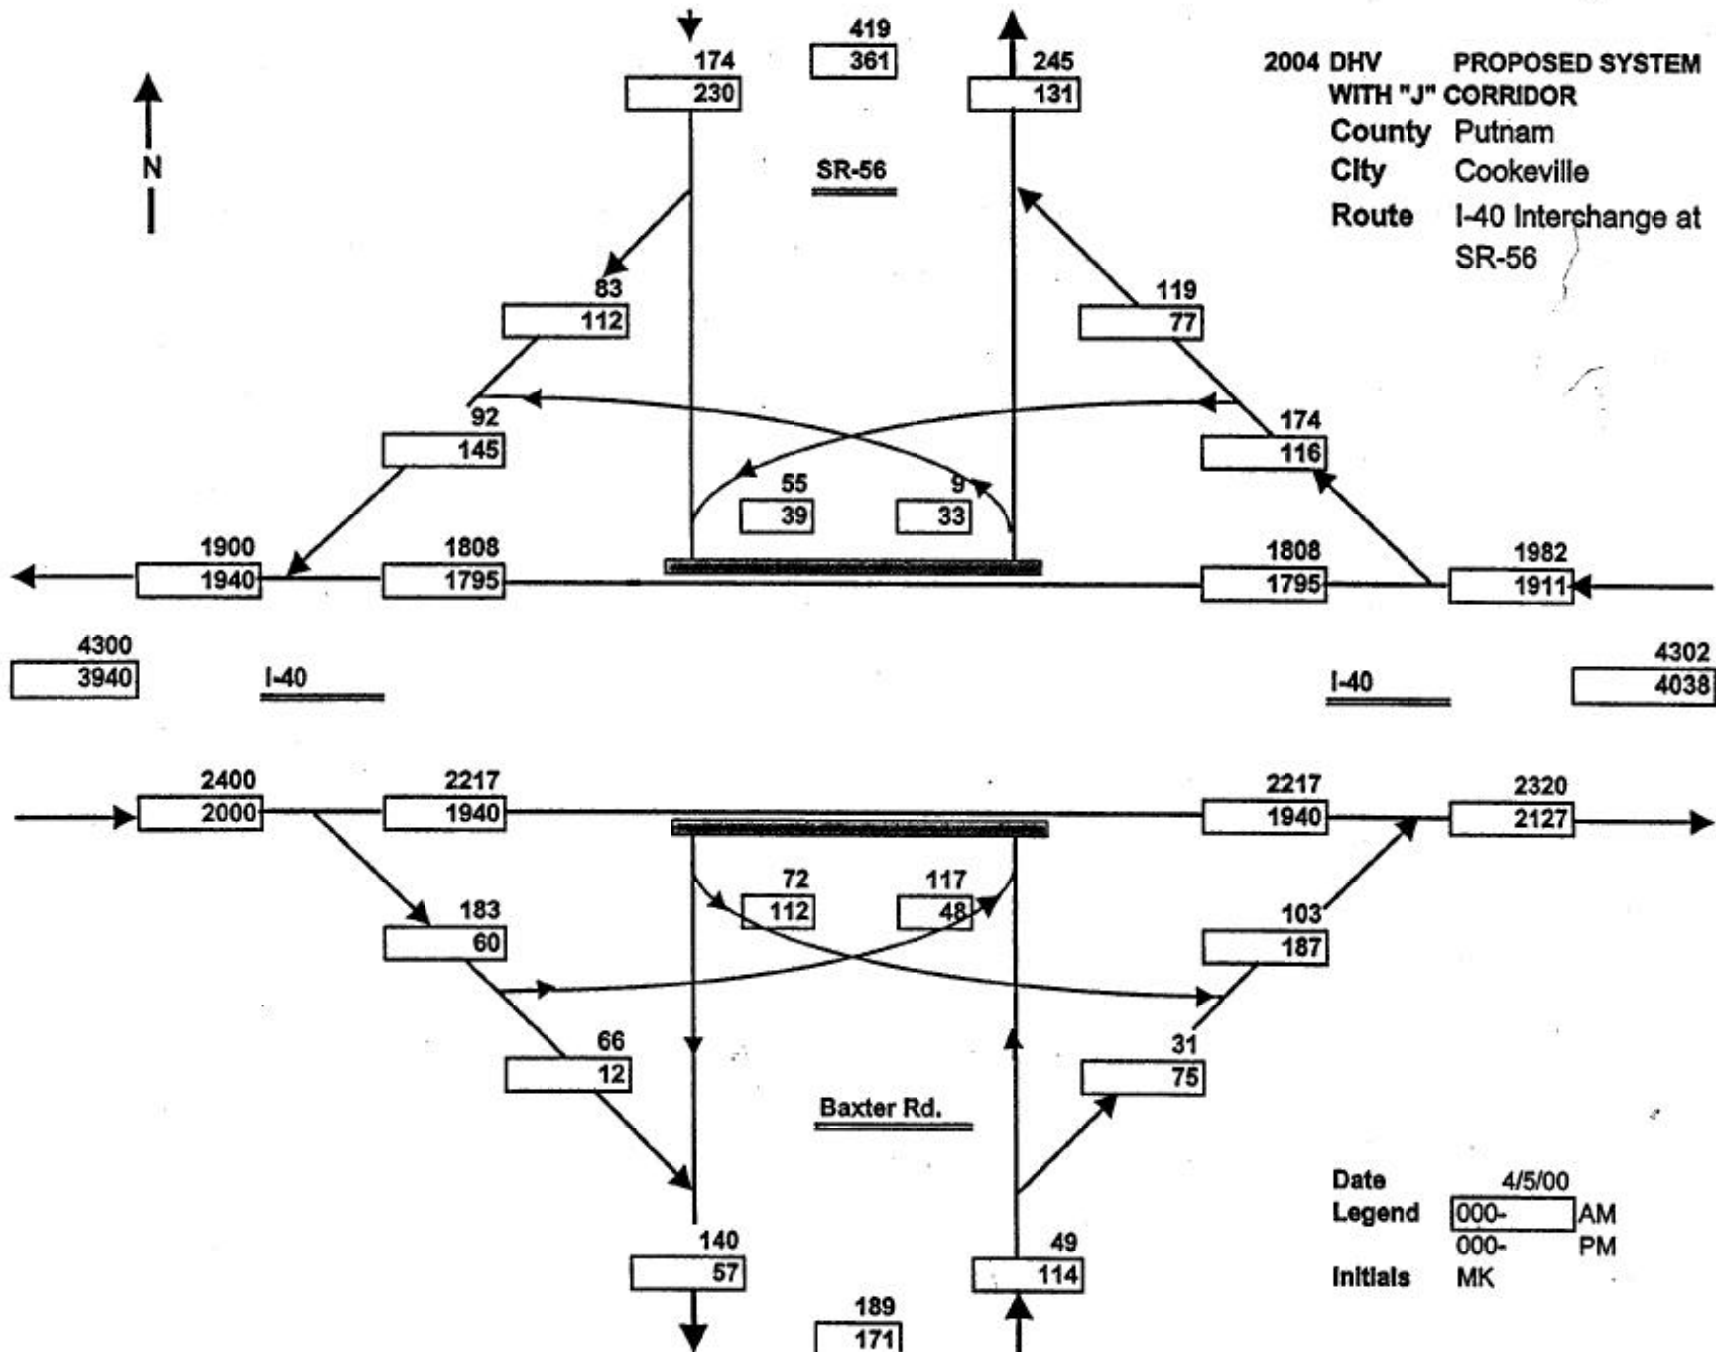 419
174 361 245
230 131
2004 DHV PROPOSED SYSTEM
WITH "J" CORRIDOR
County Putnam
City Cookeville
Route I-40 Interchange at
SR-56
N
SR-56
83 119
112 77
92 174
145 116
55 9
39 33
1900 1808 1808 1982
1940 1795 1795 1911
4300 4302
3940 I-40 I-40 4038
2400 2217 2217 2320
2000 1940 1940 2127
72 117
112 48
183 103
60 187
66 31
12 75
Baxter Rd.
140 49
57 114
189
171
Date 4/5/00
Legend 000- AM
000- PM
Initials MK